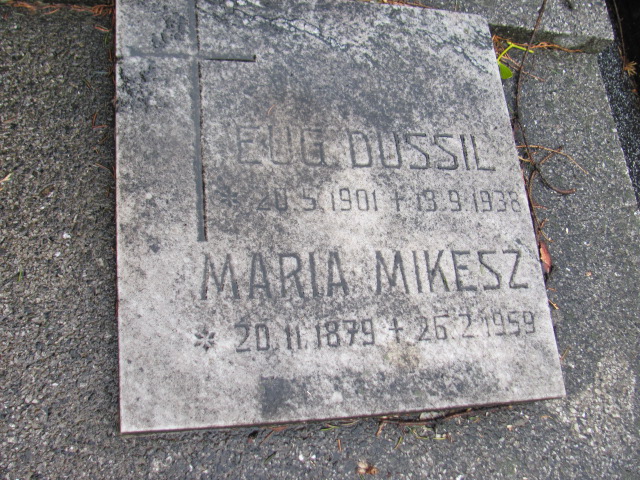 EUG. DUSSIL
* 20.5.1901 + 13.9.1938
MARIA MIKESZ
* 20.11.1879 + 26.2.1959